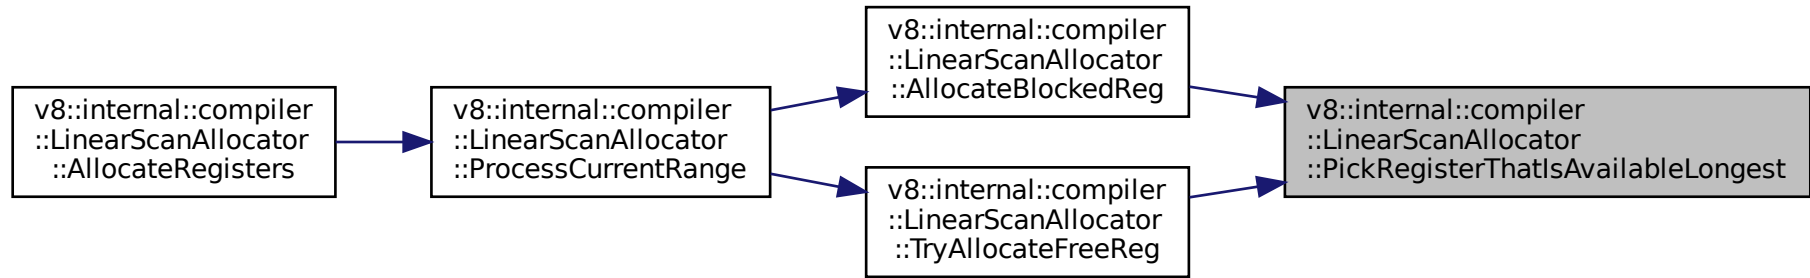 v8::internal::compiler
::LinearScanAllocator
::AllocateRegisters
v8::internal::compiler
::LinearScanAllocator
::ProcessCurrentRange
v8::internal::compiler
::LinearScanAllocator
::AllocateBlockedReg
v8::internal::compiler
::LinearScanAllocator
::TryAllocateFreeReg
v8::internal::compiler
::LinearScanAllocator
::PickRegisterThatIsAvailableLongest